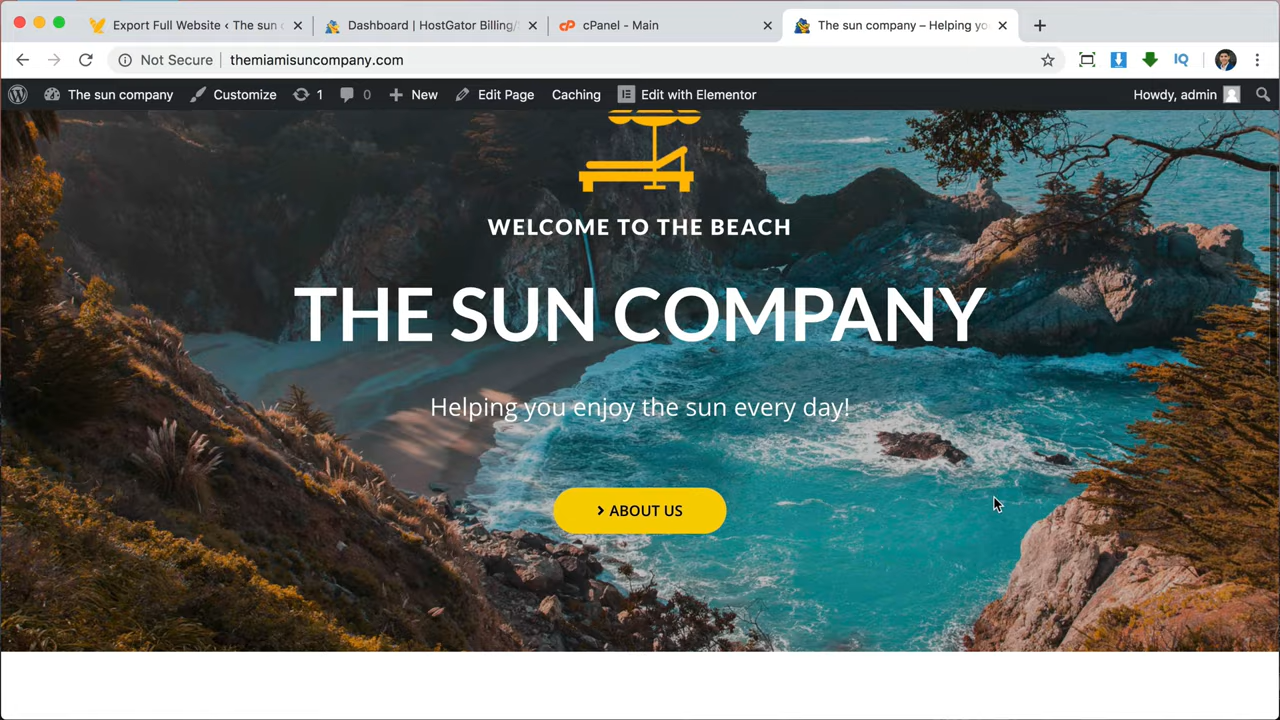 Export Full Website ‹ The sun c
Dashboard | HostGator Billing/
cPanel - Main
The sun company – Helping yo
Not Secure | themiamisuncompany.com
The sun company
Customize
1
0
New
Edit Page
Caching
Edit with Elementor
Howdy, admin
WELCOME TO THE BEACH
THE SUN COMPANY
Helping you enjoy the sun every day!
ABOUT US